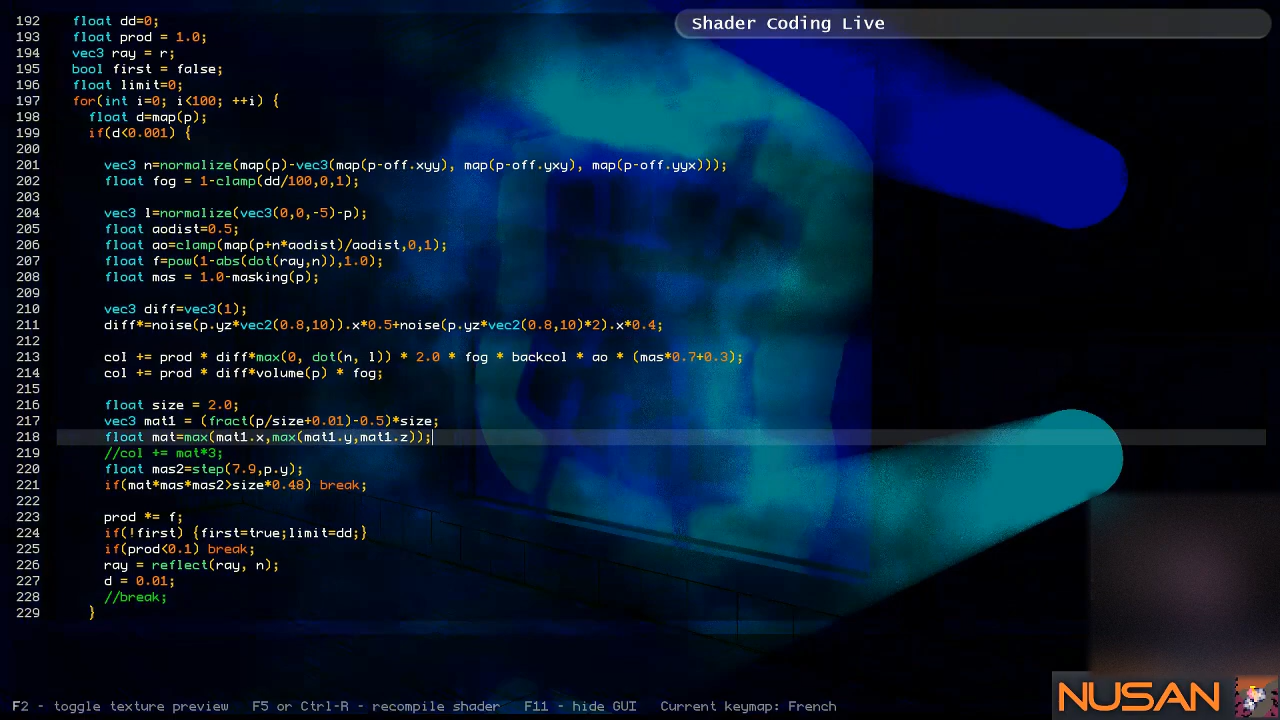 Shader Coding Live
192 float dd=0;
193 float prod = 1.0;
194 vec3 ray = r;
195 bool first = false;
196 float limit=0;
197 for(int i=0; i<100; ++i) {
198 float d=map(p);
199 if(d<0.001) {
200
201 vec3 n=normalize(map(p)-vec3(map(p-off.xyy), map(p-off.yxy), map(p-off.yyx)));
202 float fog = 1-clamp(dd/100,0,1);
203
204 vec3 l=normalize(vec3(0,0,-5)-p);
205 float aodist=0.5;
206 float ao=clamp(map(p+n*aodist)/aodist,0,1);
207 float f=pow(1-abs(dot(ray,n)),1.0);
208 float mas = 1.0-masking(p);
209
210 vec3 diff=vec3(1);
211 diff*=noise(p.yz*vec2(0.8,10)).x*0.5+noise(p.yz*vec2(0.8,10)*2).x*0.4;
212
213 col += prod * diff*max(0, dot(n, l)) * 2.0 * fog * backcol * ao * (mas*0.7+0.3);
214 col += prod * diff*volume(p) * fog;
215
216 float size = 2.0;
217 vec3 mat1 = (fract(p/size+0.01)-0.5)*size;
218 float mat=max(mat1.x,max(mat1.y,mat1.z));
219 //col += mat*3;
220 float mas2=step(7.9,p.y);
221 if(mat*mas*mas2>size*0.48) break;
222
223 prod *= f;
224 if(!first) {first=true;limit=dd;}
225 if(prod<0.1) break;
226 ray = reflect(ray, n);
227 d = 0.01;
228 //break;
229 }
F2 - toggle texture preview F5 or Ctrl-R - recompile shader F11 - hide GUI Current keymap: French
NUSAN